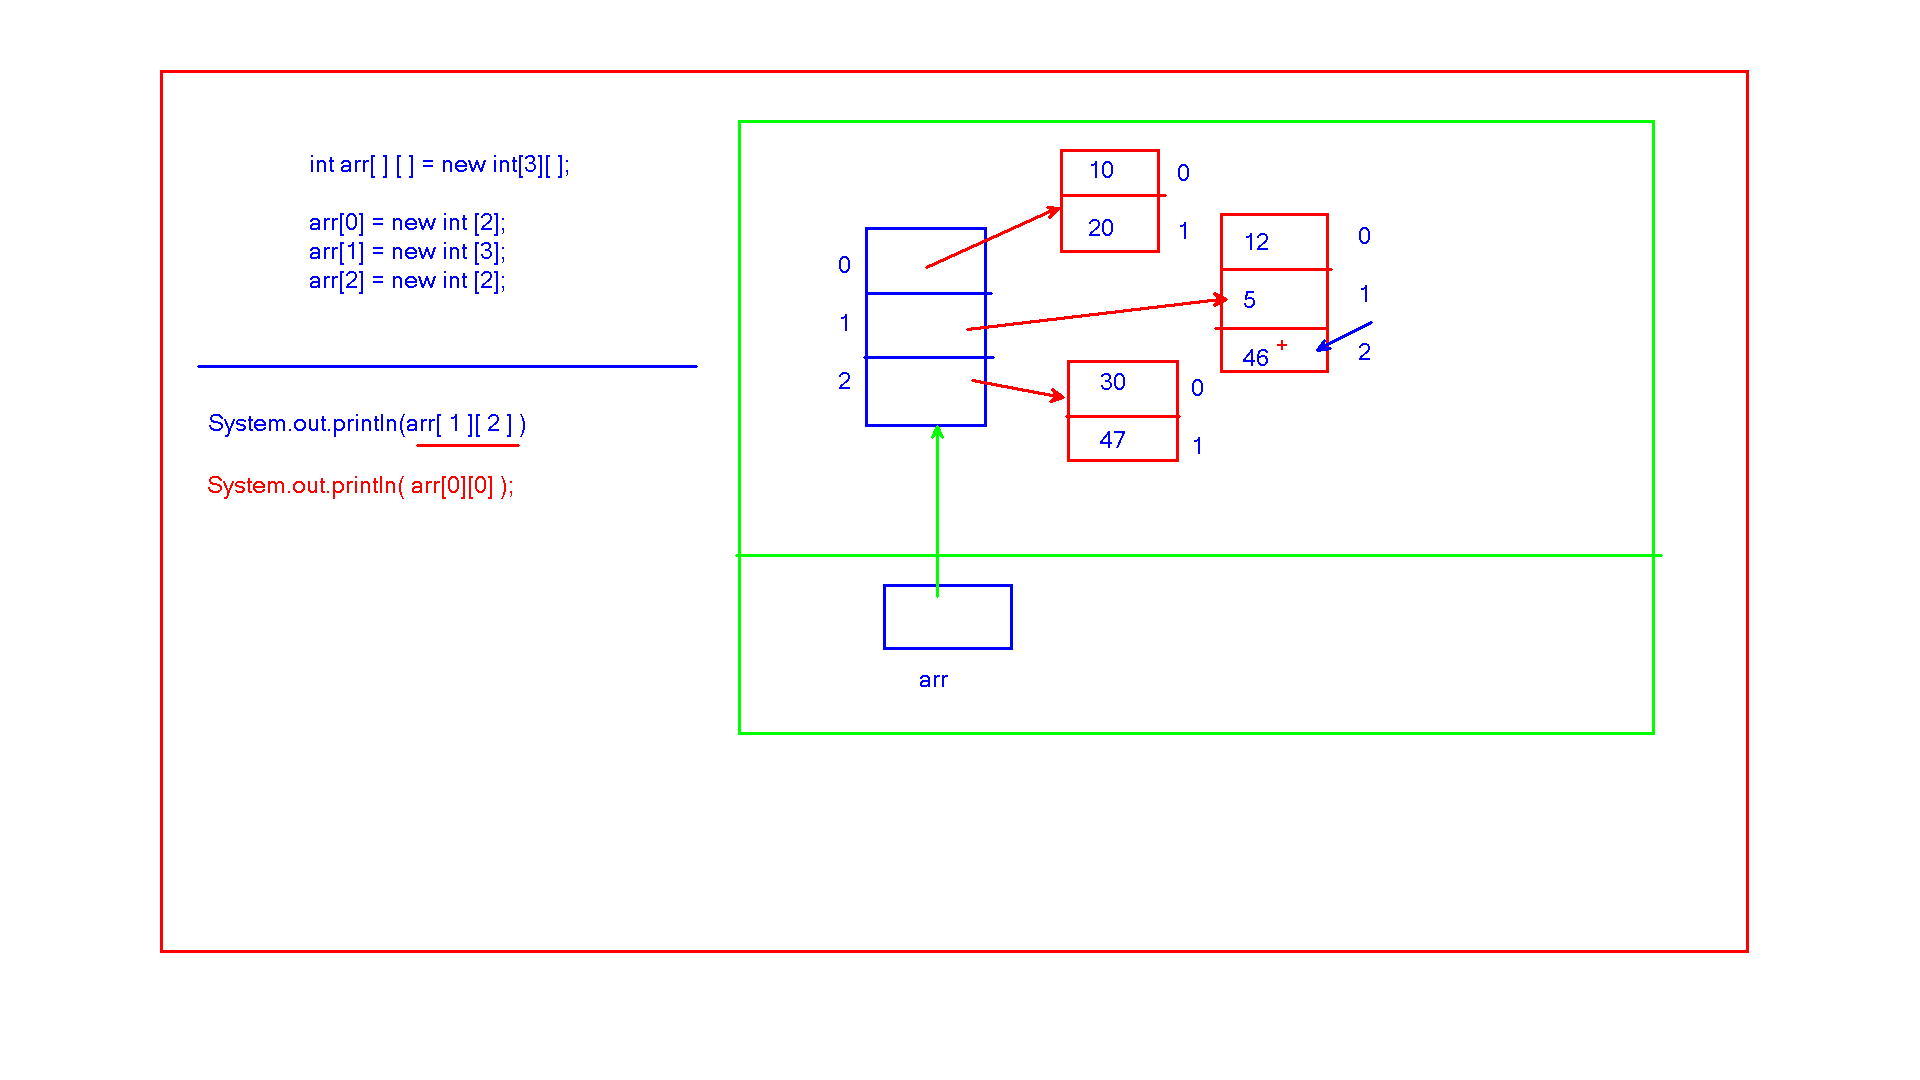 int arr[ ] [ ] = new int[3][ ];
arr[0] = new int [2];
arr[1] = new int [3];
arr[2] = new int [2];
System.out.println(arr[ 1 ][ 2 ] )
System.out.println( arr[0][0] );
0
1
2
10 0
20 1
12 0
5 1
46 + 2
30 0
47 1
arr